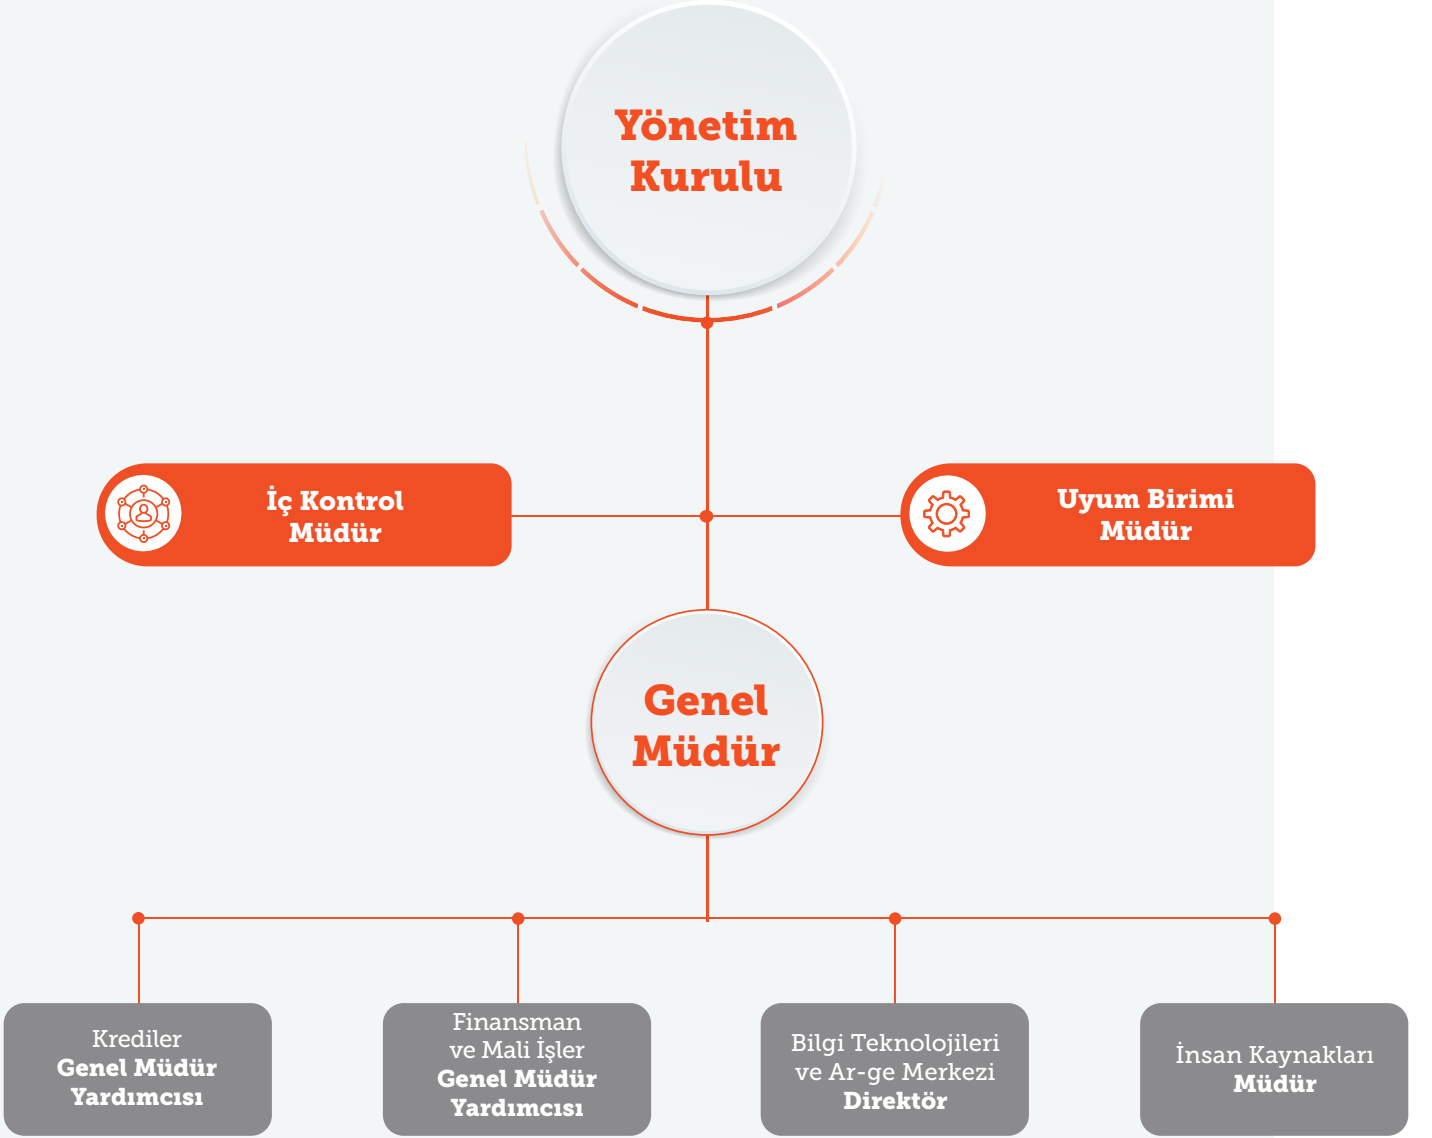 Yönetim
Kurulu
İç Kontrol
Müdür
Uyum Birimi
Müdür
Genel
Müdür
Krediler
Genel Müdür
Yardımcısı
Finansman
ve Mali İşler
Genel Müdür
Yardımcısı
Bilgi Teknolojileri
ve Ar-ge Merkezi
Direktör
İnsan Kaynakları
Müdür